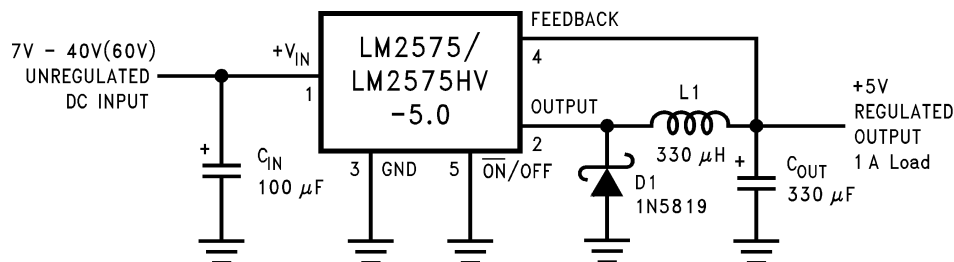 FEEDBACK
4
7V - 40V(60V)
UNREGULATED
DC INPUT
+VIN
1
LM2575/
LM2575HV
-5.0
OUTPUT
2
L1
330 μH
+5V
REGULATED
OUTPUT
1A Load
+
CIN
100 μF
3
GND
5
ON/OFF
D1
1N5819
+
COUT
330 μF